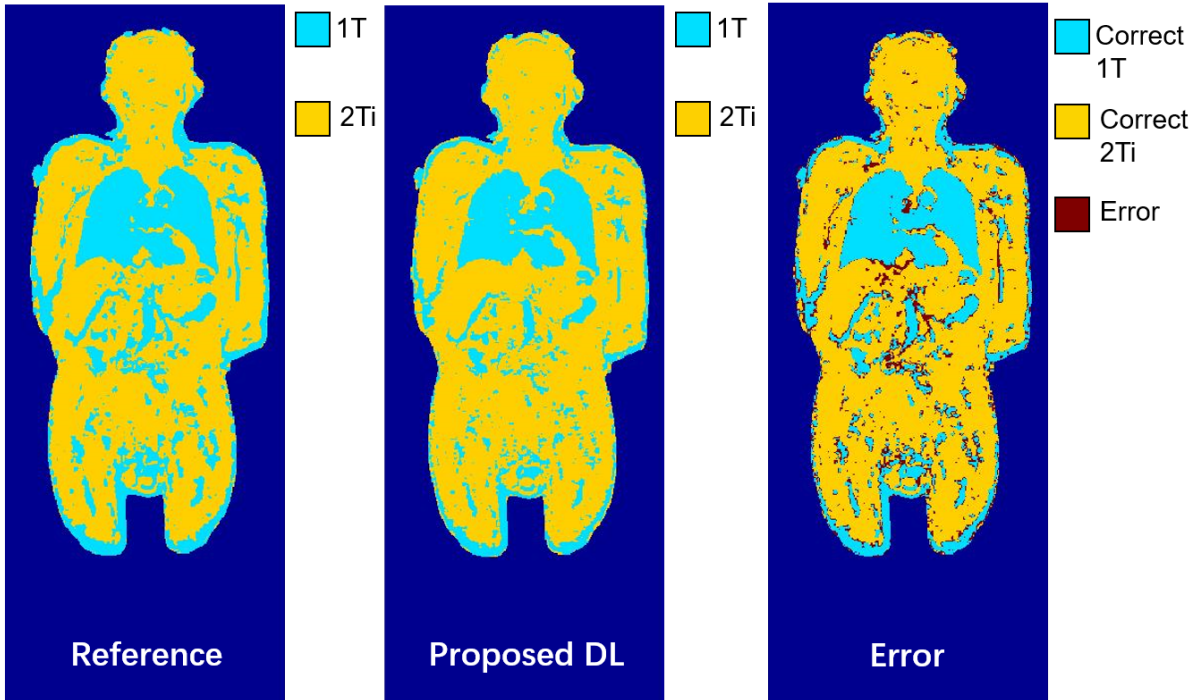 1T
2Ti
Reference
1T
2Ti
Proposed DL
Correct
1T
Correct
2Ti
Error
Error